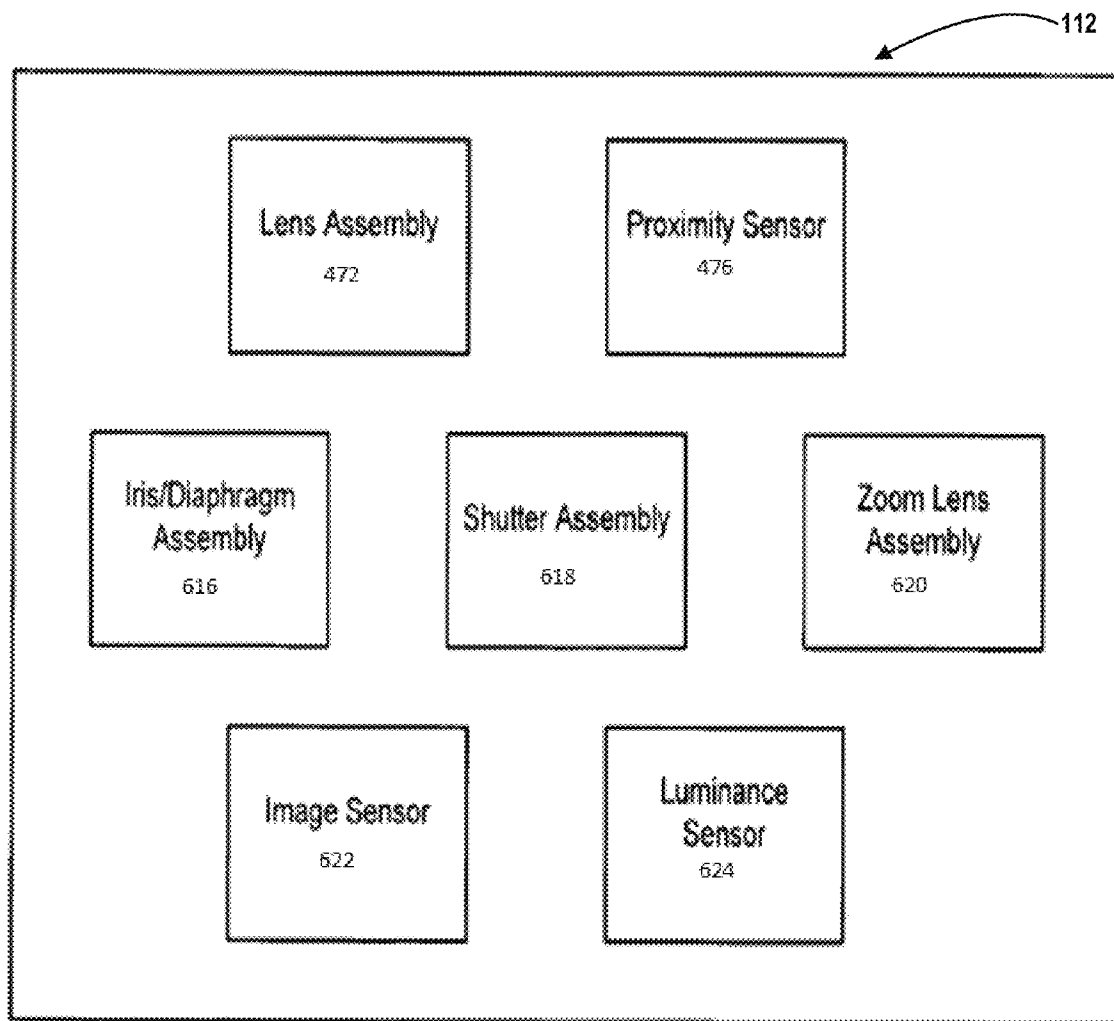 112
Lens Assembly
472
Proximity Sensor
476
Iris/Diaphragm
Assembly
616
Shutter Assembly
618
Zoom Lens
Assembly
620
Image Sensor
622
Luminance
Sensor
624